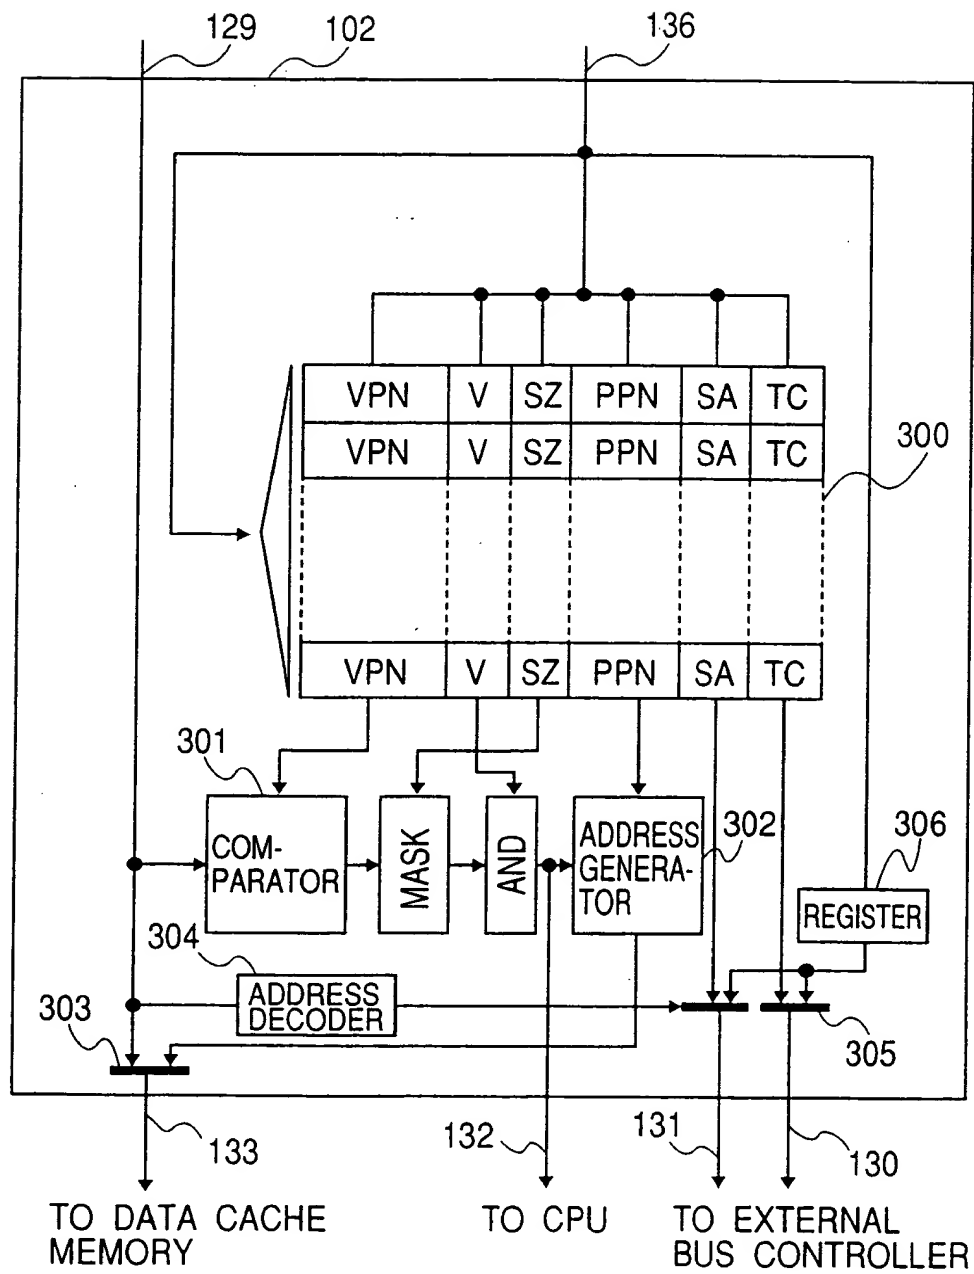 129
102
136
VPN V SZ PPN SA TC
VPN V SZ PPN SA TC
300
VPN V SZ PPN SA TC
301
COM-
PARATOR
MASK
AND
ADDRESS
GENERA-
TOR
302
306
REGISTER
304
ADDRESS
DECODER
303
305
133
132
131
130
TO DATA CACHE
MEMORY
TO CPU
TO EXTERNAL
BUS CONTROLLER